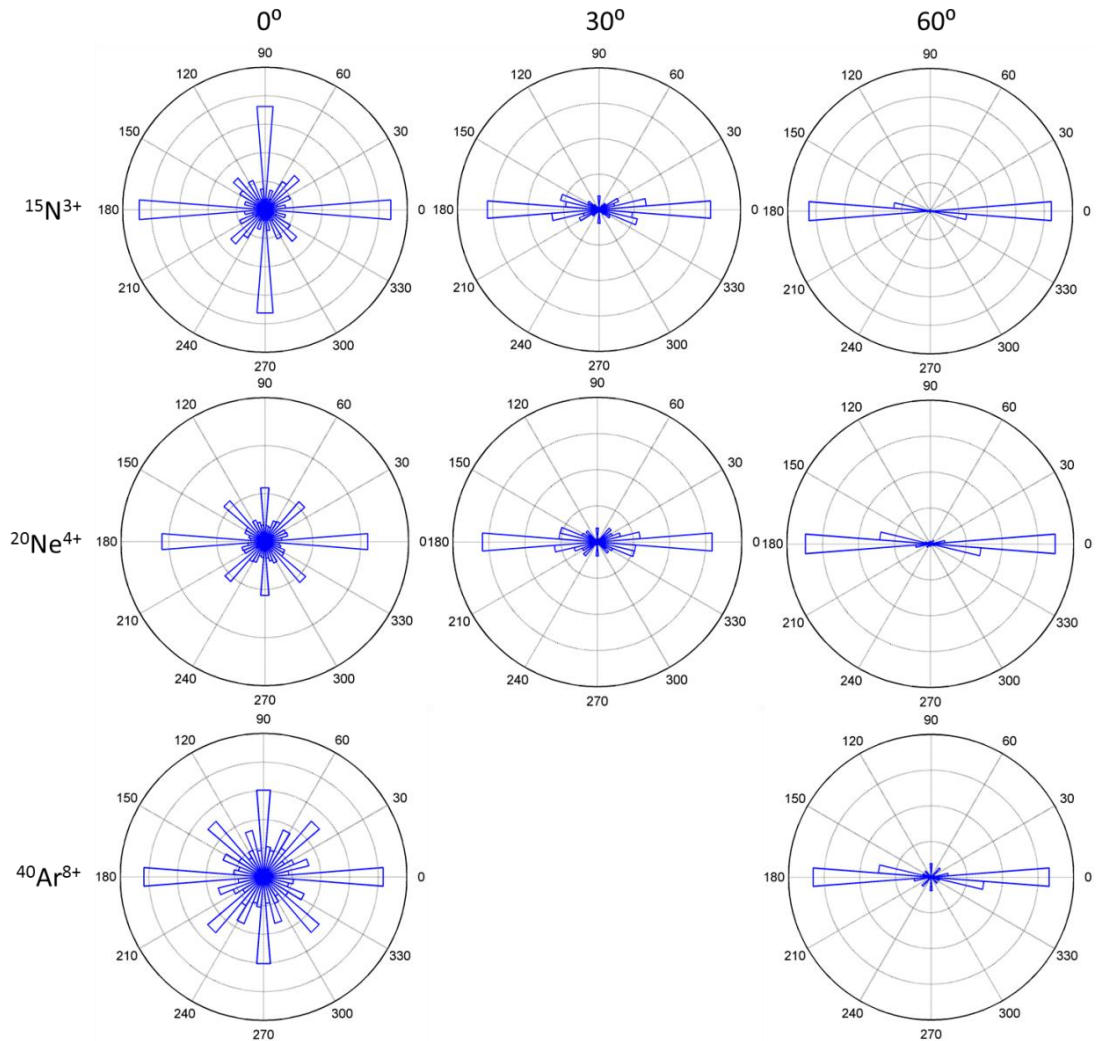 0º 30º 60º
90 90 90
120 60 120 60 120 60
150 30 150 30 150 30
¹⁵N³⁺ 180 0 180 0 180 0
210 330 210 330 210 330
240 300 240 300 240 300
270 270 270
90 90 90
120 60 120 60 120 60
150 30 150 30 150 30
²⁰Ne⁴⁺ 180 0 180 0 180 0
210 330 210 330 210 330
240 300 240 300 240 300
270 270 270
90 90
120 60 120 60
150 30 150 30
⁴⁰Ar⁸⁺ 180 0 180 0
210 330 210 330
240 300 240 300
270 270